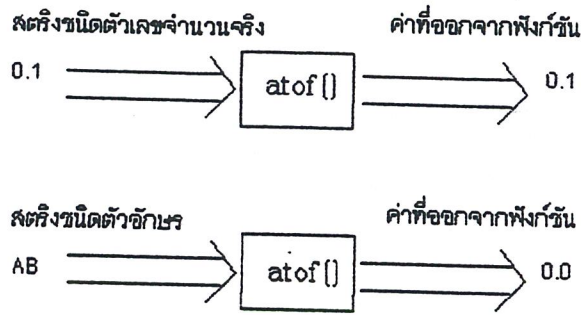 สตริงชนิดตัวเลขจำนวนจริง ค่าที่ออกจากฟังก์ชัน
0.1 atof() 0.1
สตริงชนิดตัวอักษร ค่าที่ออกจากฟังก์ชัน
AB atof() 0.0